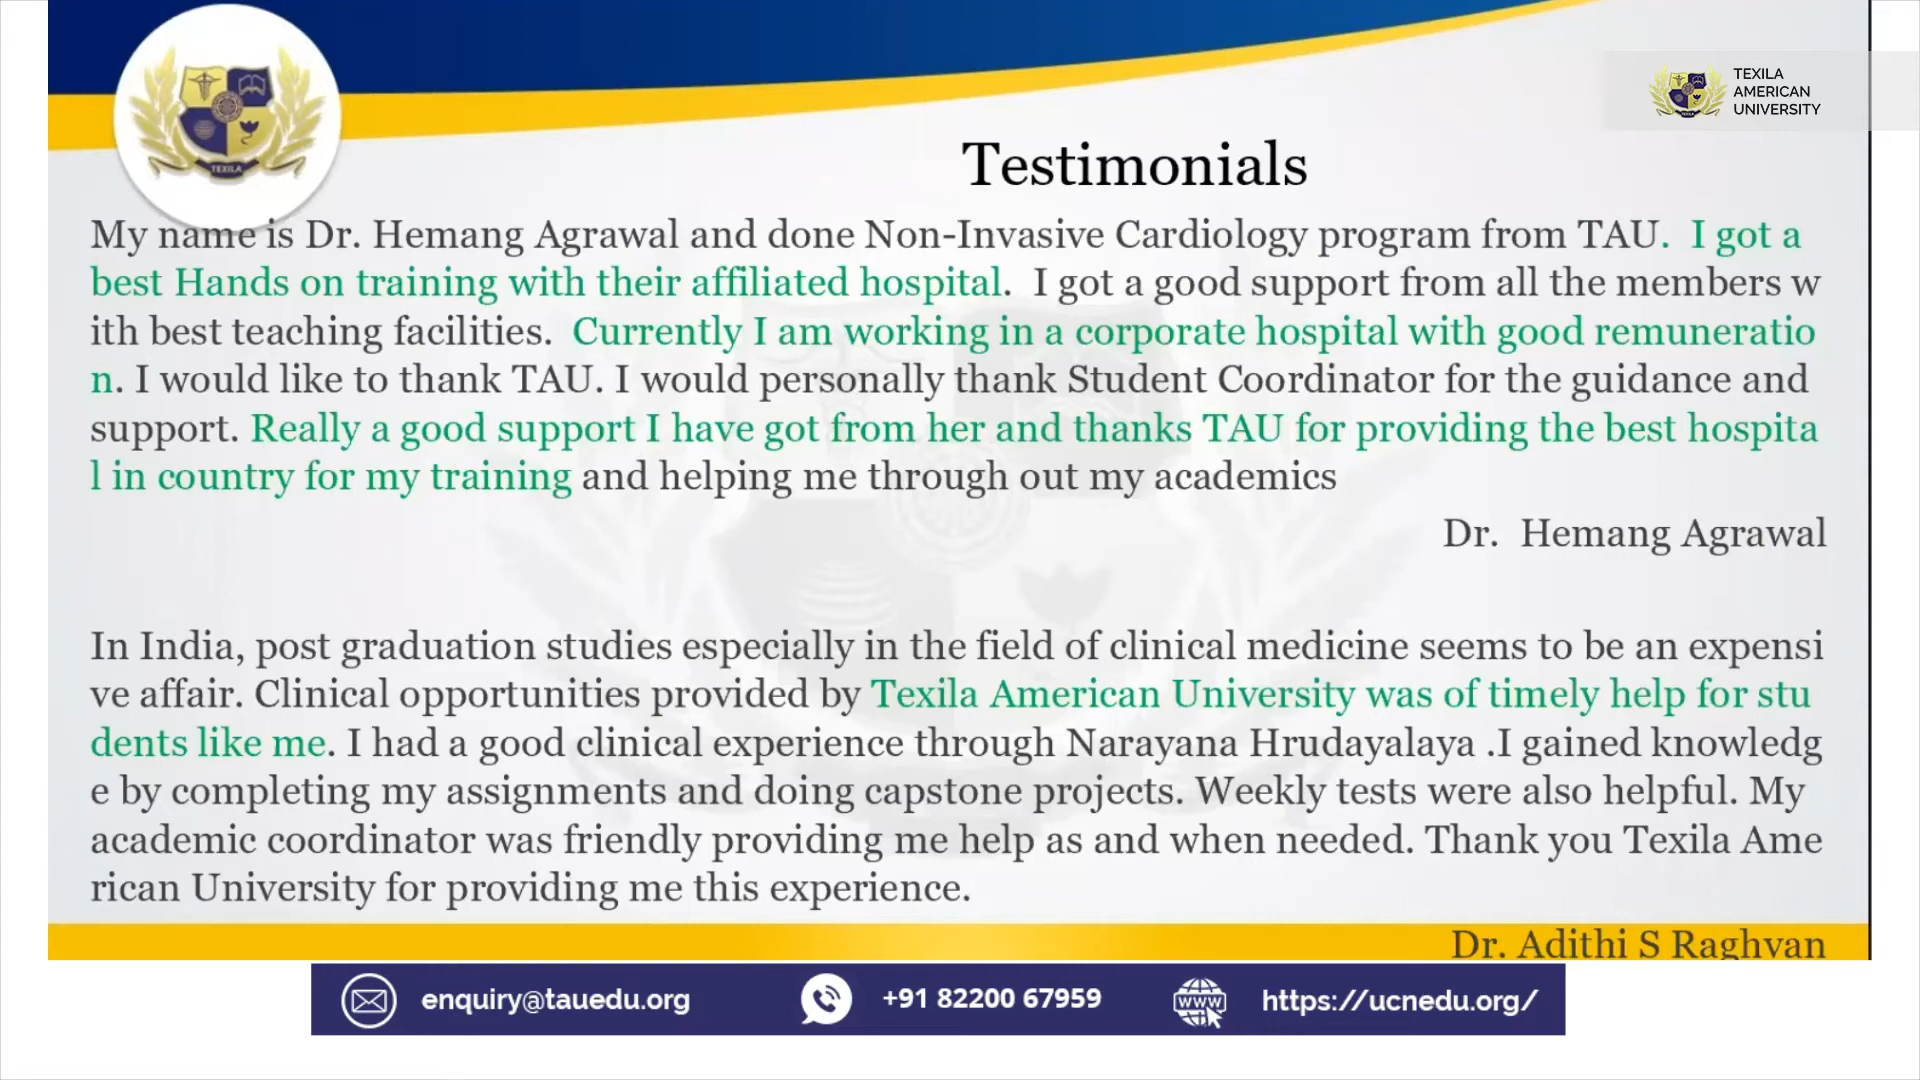 TEXILA
TEXILA
AMERICAN
UNIVERSITY
Testimonials
My name is Dr. Hemang Agrawal and done Non-Invasive Cardiology program from TAU.  I got a
best Hands on training with their affiliated hospital.  I got a good support from all the members w
ith best teaching facilities.  Currently I am working in a corporate hospital with good remuneratio
n. I would like to thank TAU. I would personally thank Student Coordinator for the guidance and
support. Really a good support I have got from her and thanks TAU for providing the best hospita
l in country for my training and helping me through out my academics
Dr.  Hemang Agrawal
In India, post graduation studies especially in the field of clinical medicine seems to be an expensi
ve affair. Clinical opportunities provided by Texila American University was of timely help for stu
dents like me. I had a good clinical experience through Narayana Hrudayalaya .I gained knowledg
e by completing my assignments and doing capstone projects. Weekly tests were also helpful. My
academic coordinator was friendly providing me help as and when needed. Thank you Texila Ame
rican University for providing me this experience.
Dr. Adithi S Raghvan
enquiry@tauedu.org
+91 82200 67959
WWW
https://ucnedu.org/